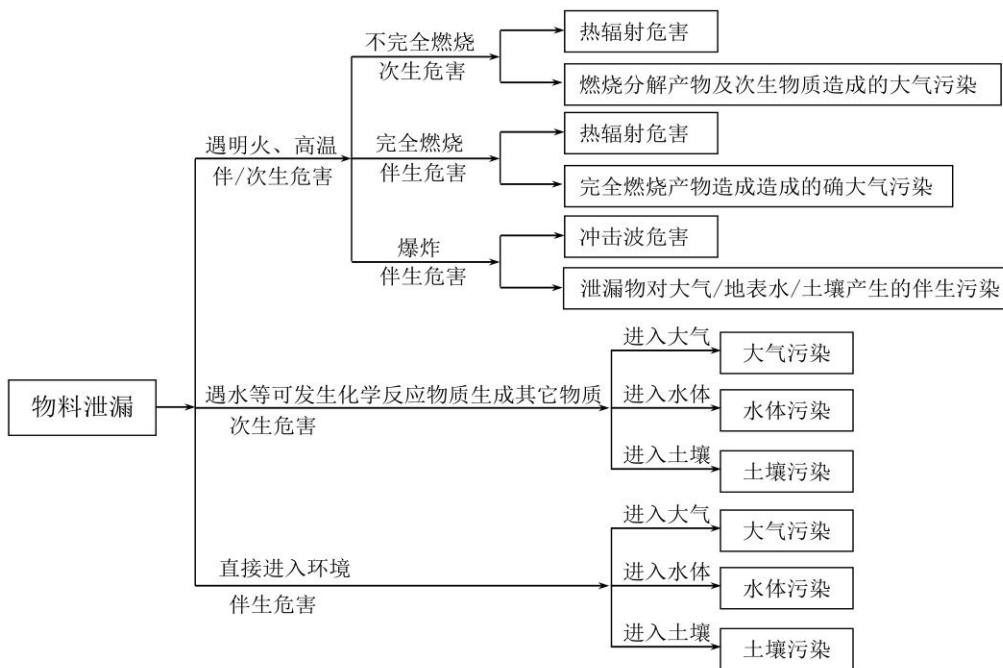 不完全燃烧
次生危害
热辐射危害
燃烧分解产物及次生物质造成的大气污染
遇明火、高温
伴/次生危害
完全燃烧
伴生危害
热辐射危害
完全燃烧产物造成造成的确大气污染
爆炸
伴生危害
冲击波危害
泄漏物对大气/地表水/土壤产生的伴生污染
物料泄漏
遇水等可发生化学反应物质生成其它物质
次生危害
进入大气
大气污染
进入水体
水体污染
进入土壤
土壤污染
直接进入环境
伴生危害
进入大气
大气污染
进入水体
水体污染
进入土壤
土壤污染